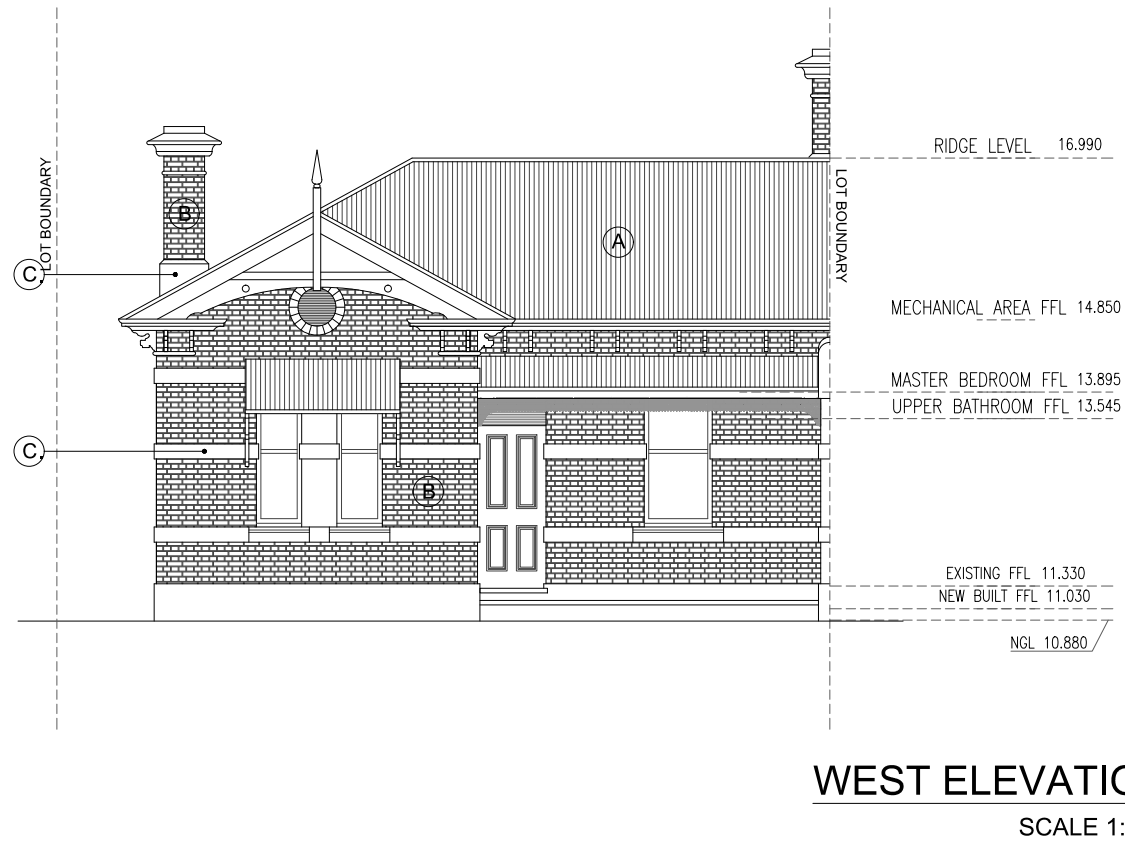 RIDGE LEVEL 16.990
LOT BOUNDARY
LOT BOUNDARY
B
A
C
MECHANICAL AREA FFL 14.850
MASTER BEDROOM FFL 13.895
UPPER BATHROOM FFL 13.545
C
B
EXISTING FFL 11.330
NEW BUILT FFL 11.030
NGL 10.880
WEST ELEVATIO
SCALE 1: